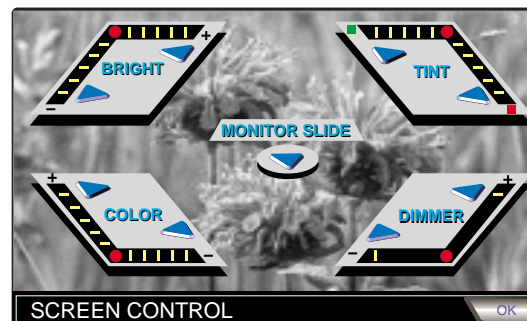 +
BRIGHT
−
TINT
MONITOR SLIDE
+
COLOR
−
+
DIMMER
−
SCREEN CONTROL
OK